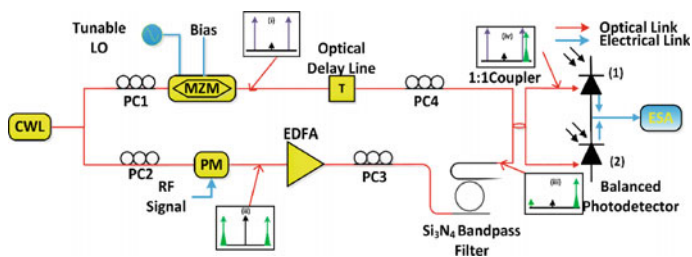 Tunable
LO
Bias
(i)
Optical
Delay Line
(iv)
1:1Coupler
Optical Link
Electrical Link
(1)
PC1
MZM
T
PC4
CWL
EDFA
ESA
PC2
PM
PC3
(2)
RF
Signal
(ii)
(iii)
Si₃N₄ Bandpass
Filter
Balanced
Photodetector